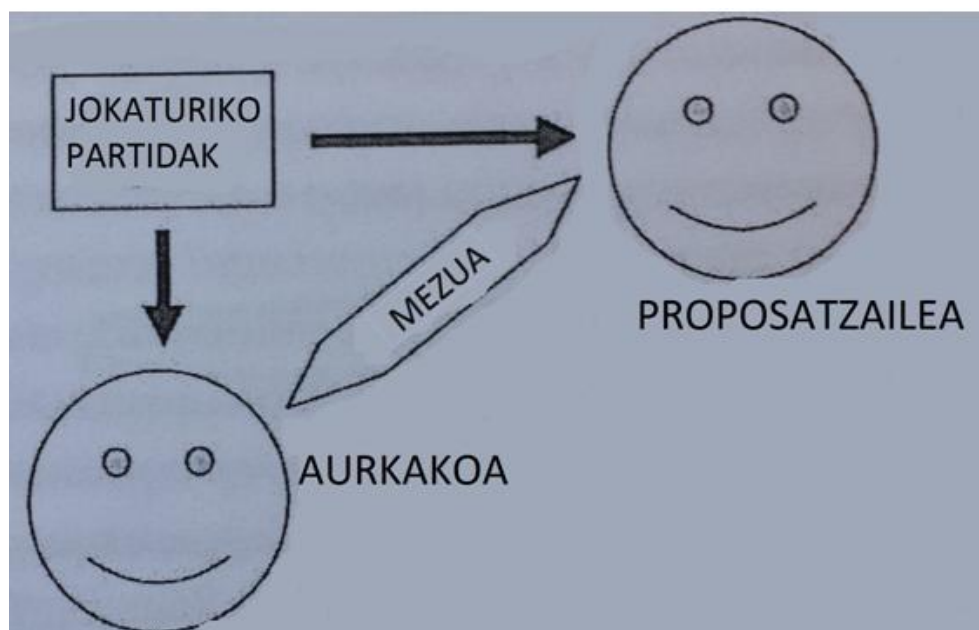 JOKATURIKO
PARTIDAK
MEZUA
PROPOSATZAILEA
AURKAKOA